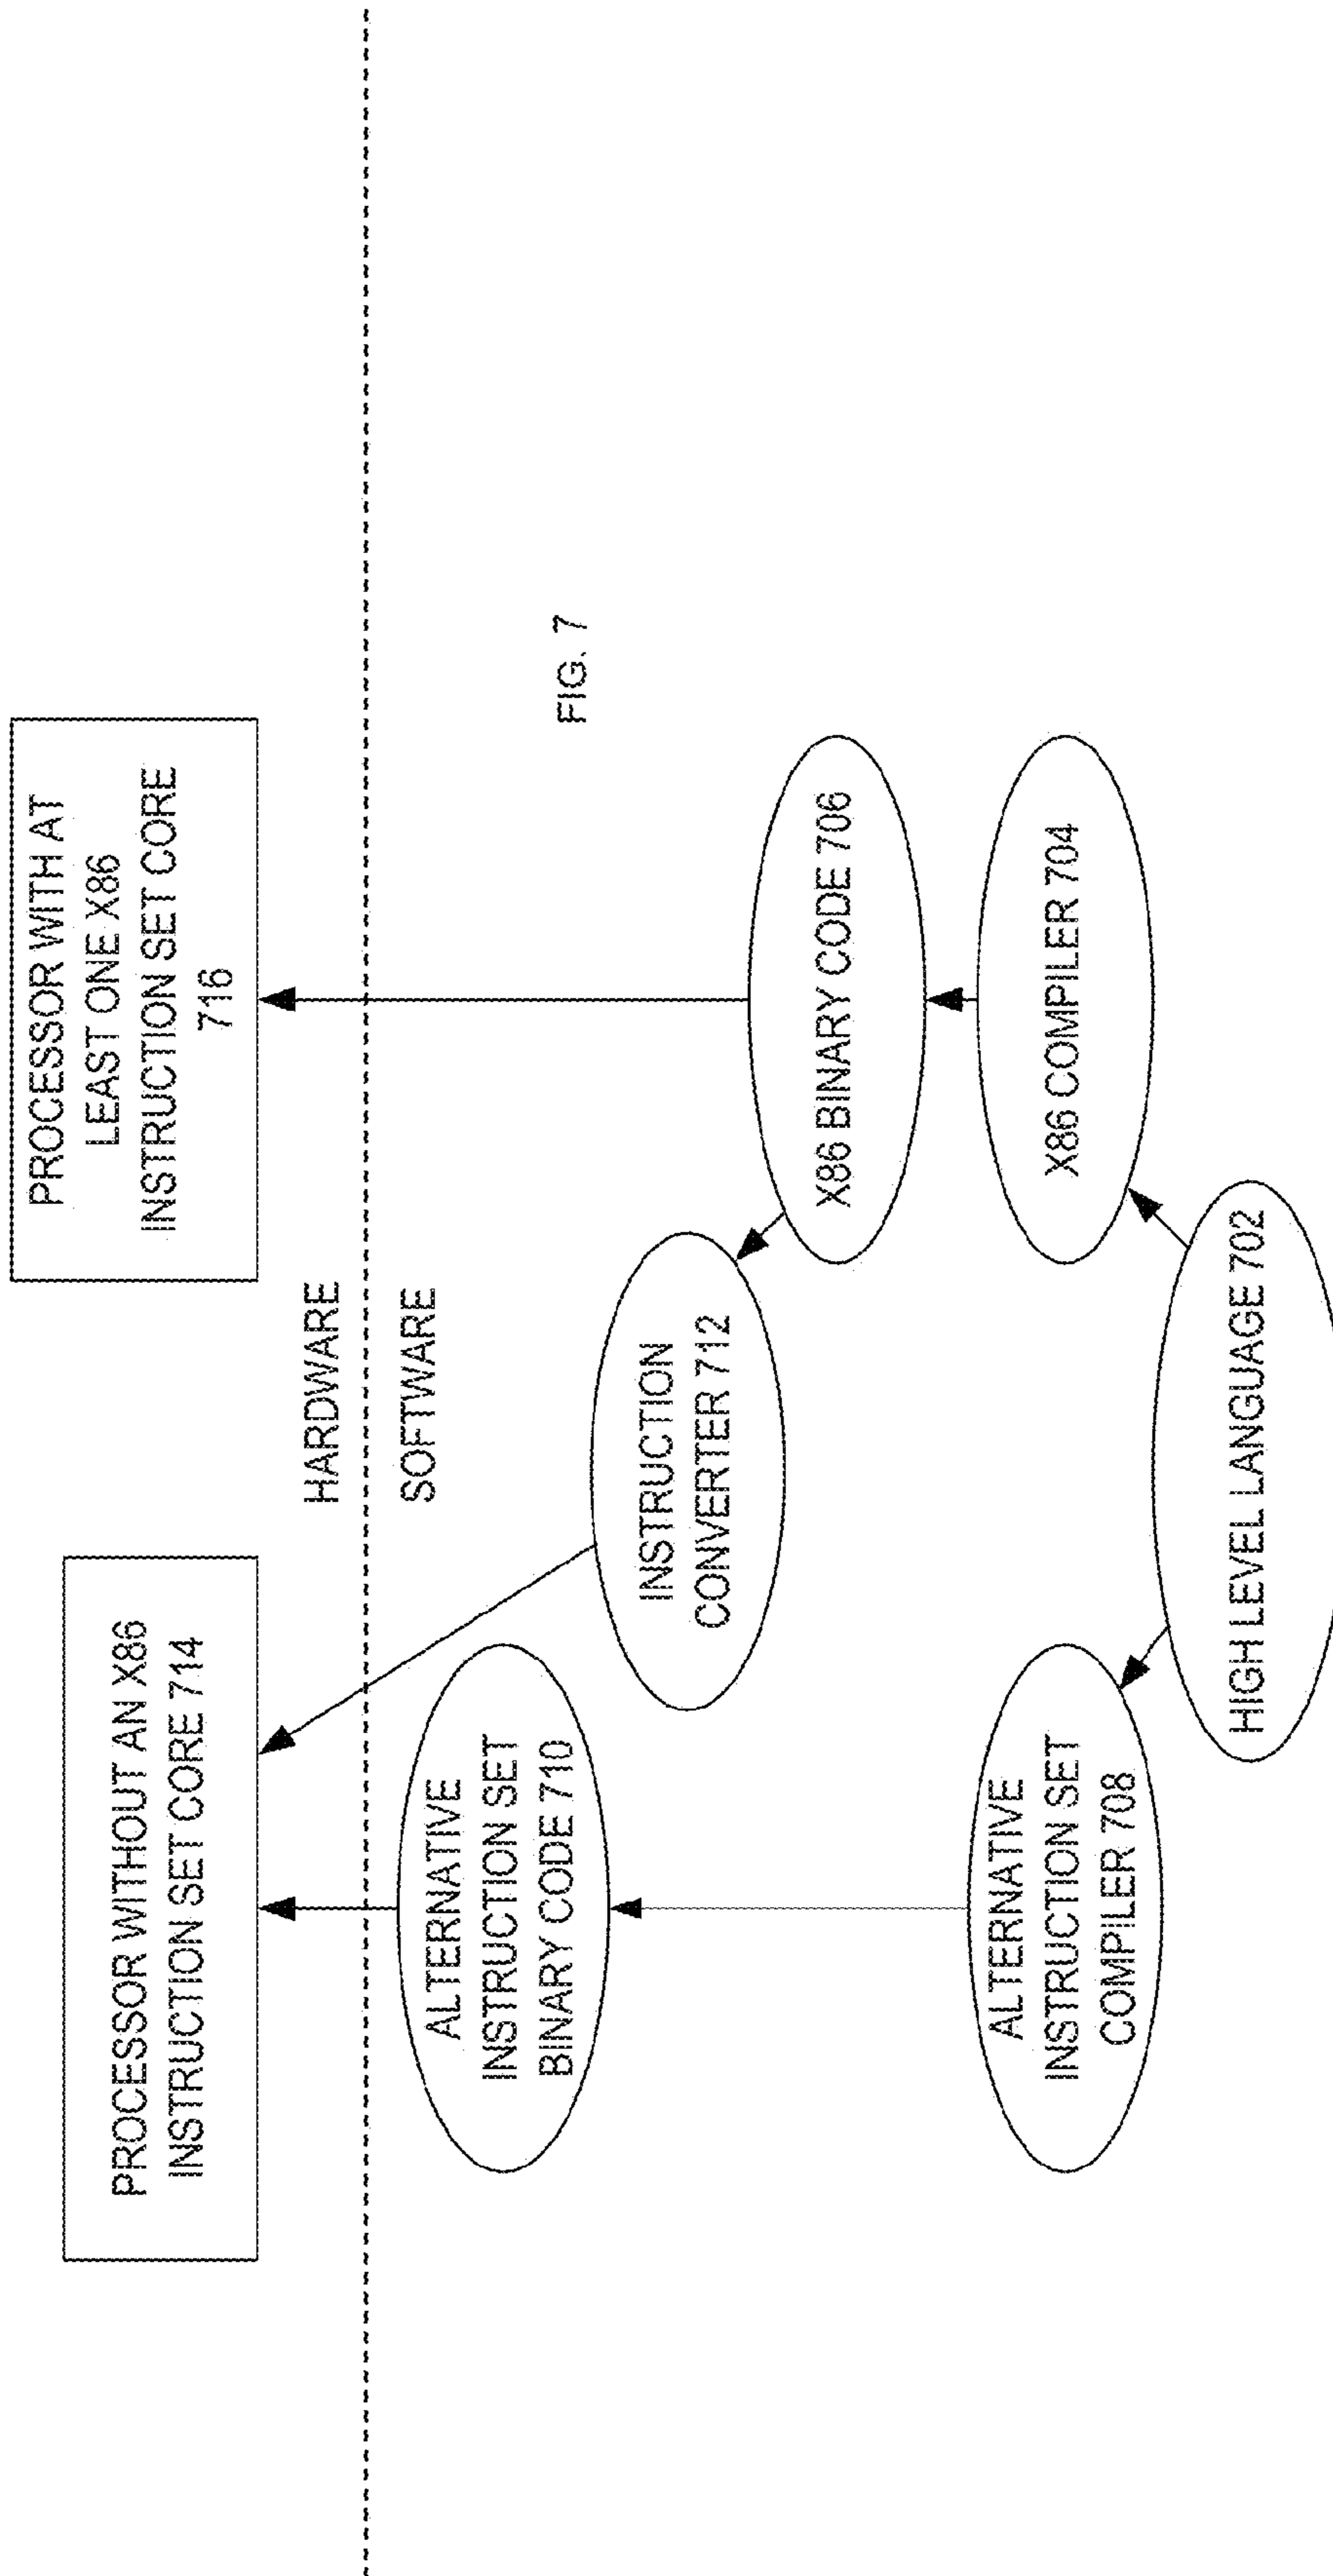 PROCESSOR WITHOUT AN X86
INSTRUCTION SET CORE 714
PROCESSOR WITH AT
LEAST ONE X86
INSTRUCTION SET CORE
716
HARDWARE
SOFTWARE
ALTERNATIVE
INSTRUCTION SET
BINARY CODE 710
INSTRUCTION
CONVERTER 712
FIG. 7
X86 BINARY CODE 706
ALTERNATIVE
INSTRUCTION SET
COMPILER 708
X86 COMPILER 704
HIGH LEVEL LANGUAGE 702